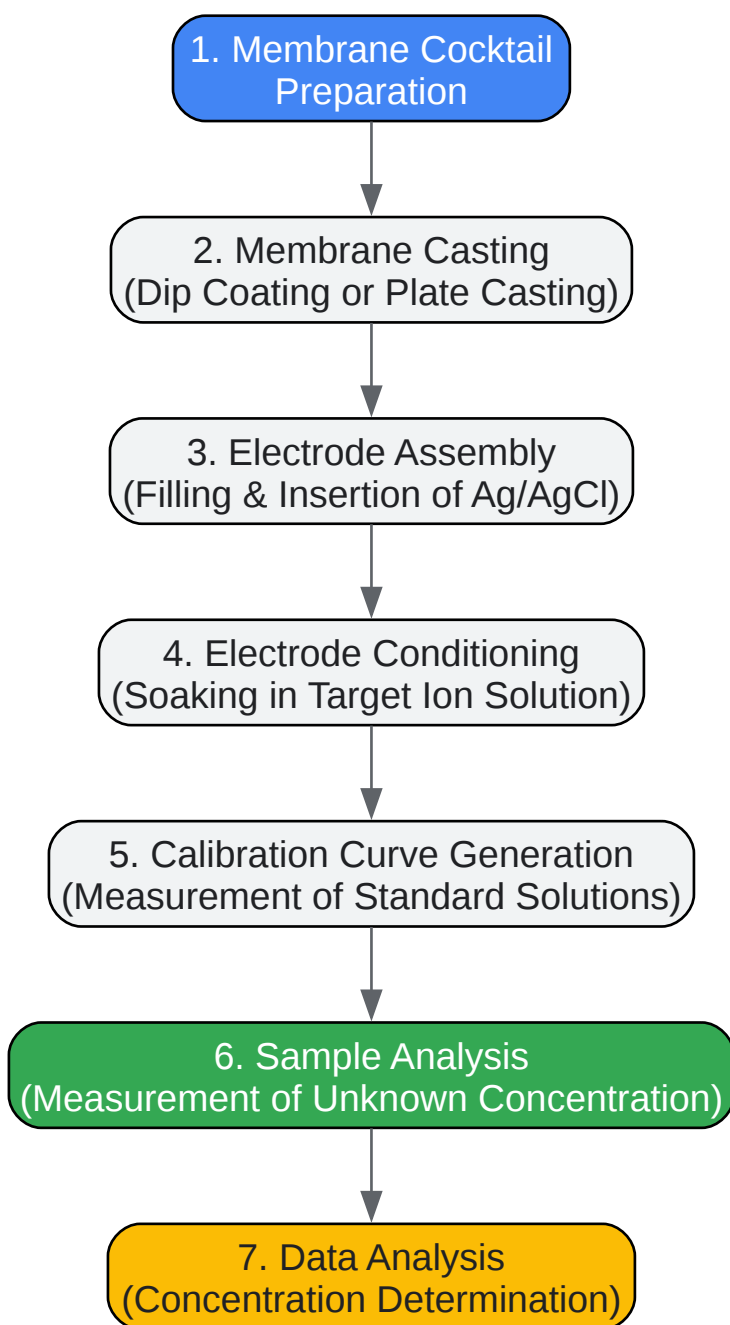 1. Membrane Cocktail
Preparation
2. Membrane Casting
(Dip Coating or Plate Casting)
3. Electrode Assembly
(Filling & Insertion of Ag/AgCl)
4. Electrode Conditioning
(Soaking in Target Ion Solution)
5. Calibration Curve Generation
(Measurement of Standard Solutions)
6. Sample Analysis
(Measurement of Unknown Concentration)
7. Data Analysis
(Concentration Determination)